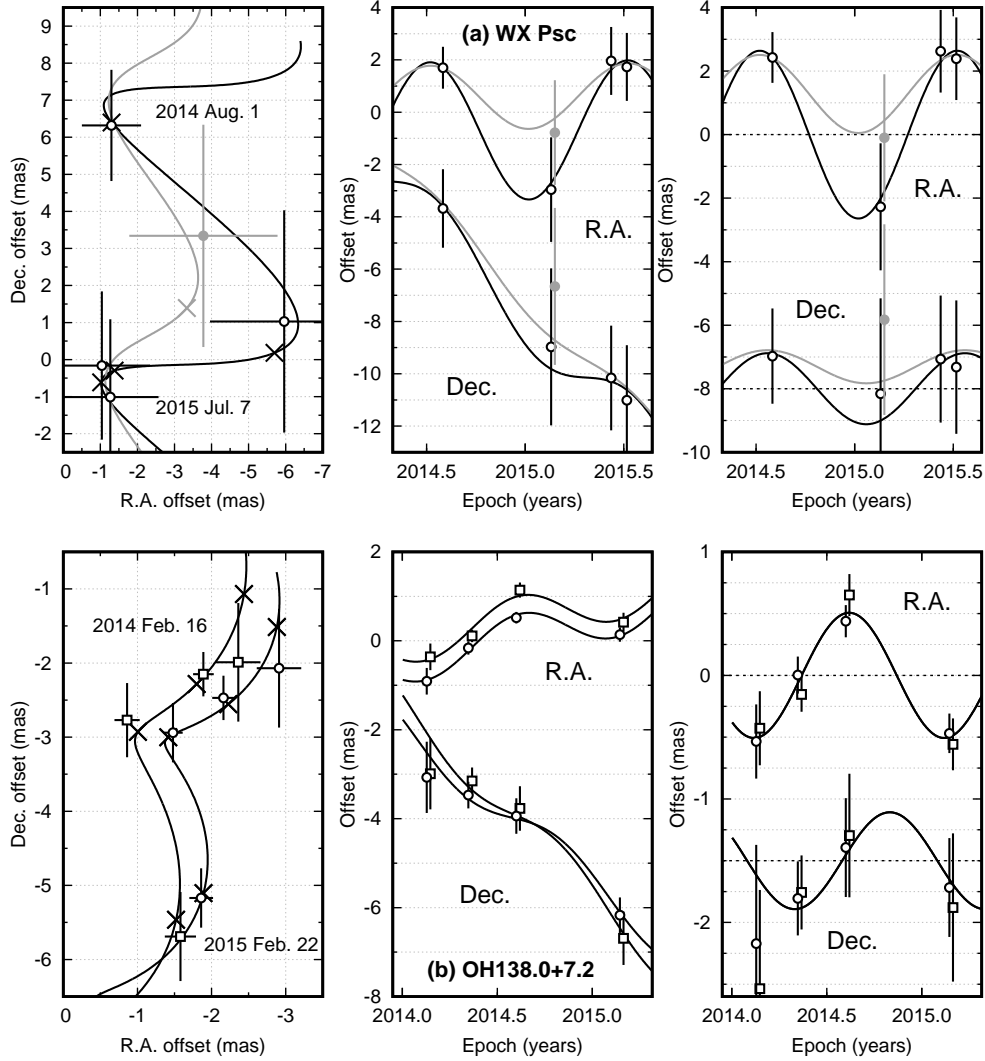 9
8
7
6
5
4
3
2
1
0
-1
-2
Dec. offset (mas)
2014 Aug. 1
2015 Jul. 7
0 -1 -2 -3 -4 -5 -6 -7
R.A. offset (mas)
4
2
0
-2
-4
-6
-8
-10
-12
Offset (mas)
(a) WX Psc
R.A.
Dec.
2014.5 2015.0 2015.5
Epoch (years)
4
2
0
-2
-4
-6
-8
-10
Offset (mas)
R.A.
Dec.
2014.5 2015.0 2015.5
Epoch (years)
-1
-2
-3
-4
-5
-6
Dec. offset (mas)
2014 Feb. 16
2015 Feb. 22
0 -1 -2 -3
R.A. offset (mas)
2
0
-2
-4
-6
-8
Offset (mas)
R.A.
Dec.
(b) OH138.0+7.2
2014.0 2014.5 2015.0
Epoch (years)
1
0
-1
-2
Offset (mas)
R.A.
Dec.
2014.0 2014.5 2015.0
Epoch (years)